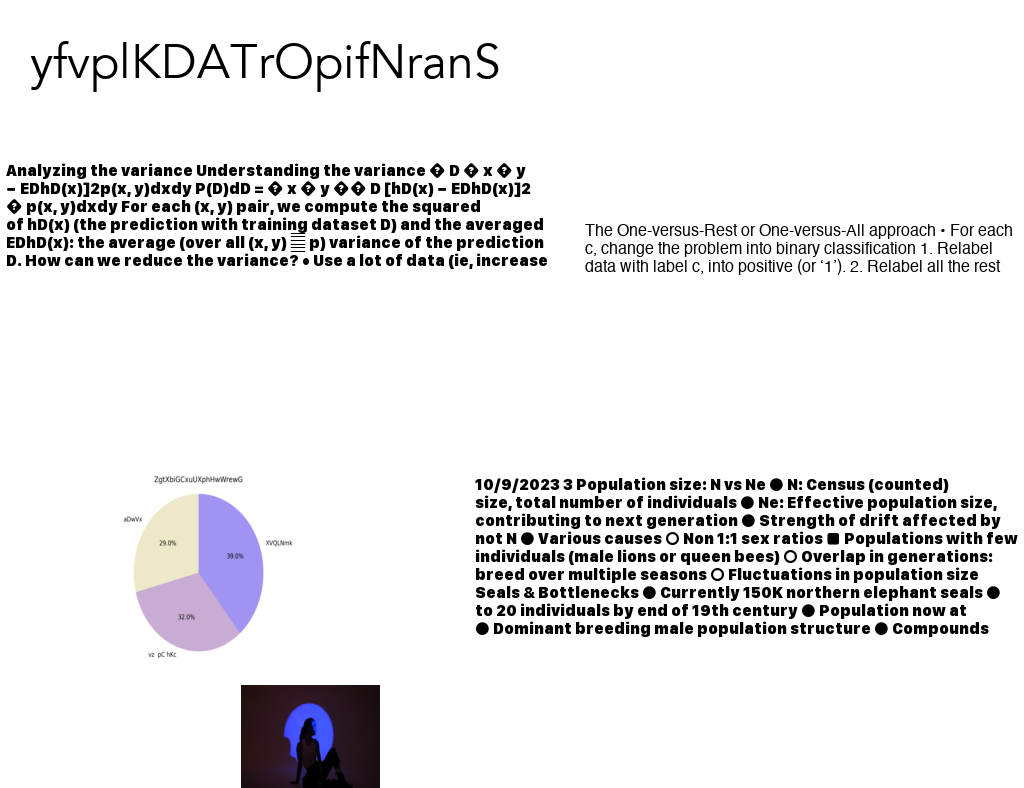 yfvplKDATrOpifNranS
Analyzing the variance Understanding the variance � D � x � y
− EDhD(x)]2p(x, y)dxdy P(D)dD = � x � y �� D [hD(x) − EDhD(x)]2
� p(x, y)dxdy For each (x, y) pair, we compute the squared
of hD(x) (the prediction with training dataset D) and the averaged
EDhD(x): the average (over all (x, y) 𝄚 p) variance of the prediction
D. How can we reduce the variance? • Use a lot of data (ie, increase
The One-versus-Rest or One-versus-All approach • For each
c, change the problem into binary classification 1. Relabel
data with label c, into positive (or ‘1’). 2. Relabel all the rest
ZgtXbiGCxuUXphHwWrewG
aDwVx
29.0%
39.0%
XVQLNmk
32.0%
vz pC hKc
10/9/2023 3 Population size: N vs Ne ● N: Census (counted)
size, total number of individuals ● Ne: Effective population size,
contributing to next generation ● Strength of drift affected by
not N ● Various causes ○ Non 1:1 sex ratios ■ Populations with few
individuals (male lions or queen bees) ○ Overlap in generations:
breed over multiple seasons ○ Fluctuations in population size
Seals & Bottlenecks ● Currently 150K northern elephant seals ●
to 20 individuals by end of 19th century ● Population now at
● Dominant breeding male population structure ● Compounds